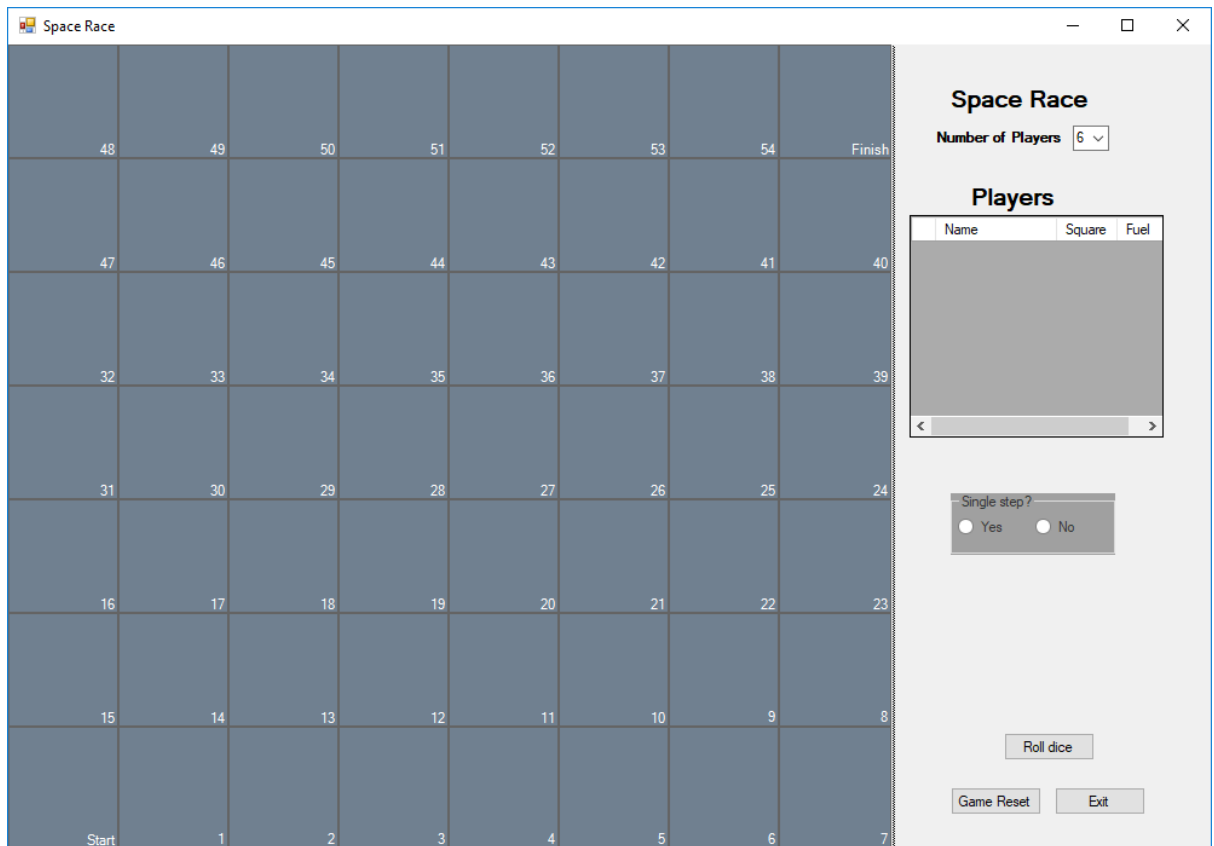 Space Race
48 49 50 51 52 53 54 Finish
47 46 45 44 43 42 41 40
32 33 34 35 36 37 38 39
31 30 29 28 27 26 25 24
16 17 18 19 20 21 22 23
15 14 13 12 11 10 9 8
Start 1 2 3 4 5 6 7
Space Race
Number of Players 6
Players
Name Square Fuel
Single step?
Yes No
Roll dice
Game Reset Exit